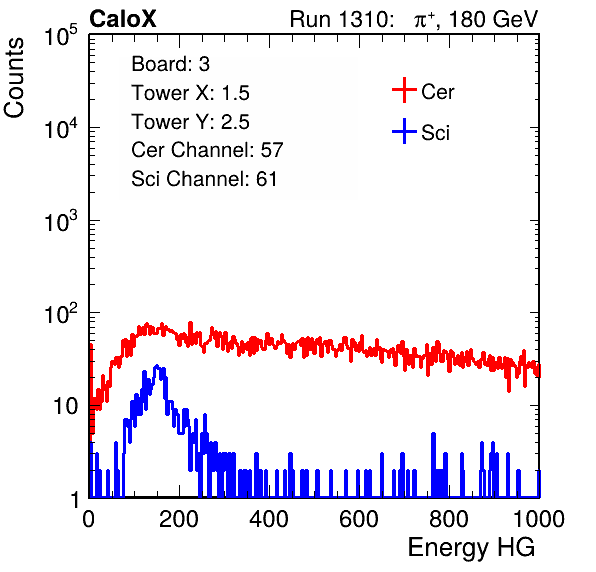 CaloX Run 1310: π⁺, 180 GeV
Counts
Board: 3
Tower X: 1.5
Tower Y: 2.5
Cer Channel: 57
Sci Channel: 61
Cer
Sci
10⁵
10⁴
10³
10²
10
1
0 200 400 600 800 1000
Energy HG